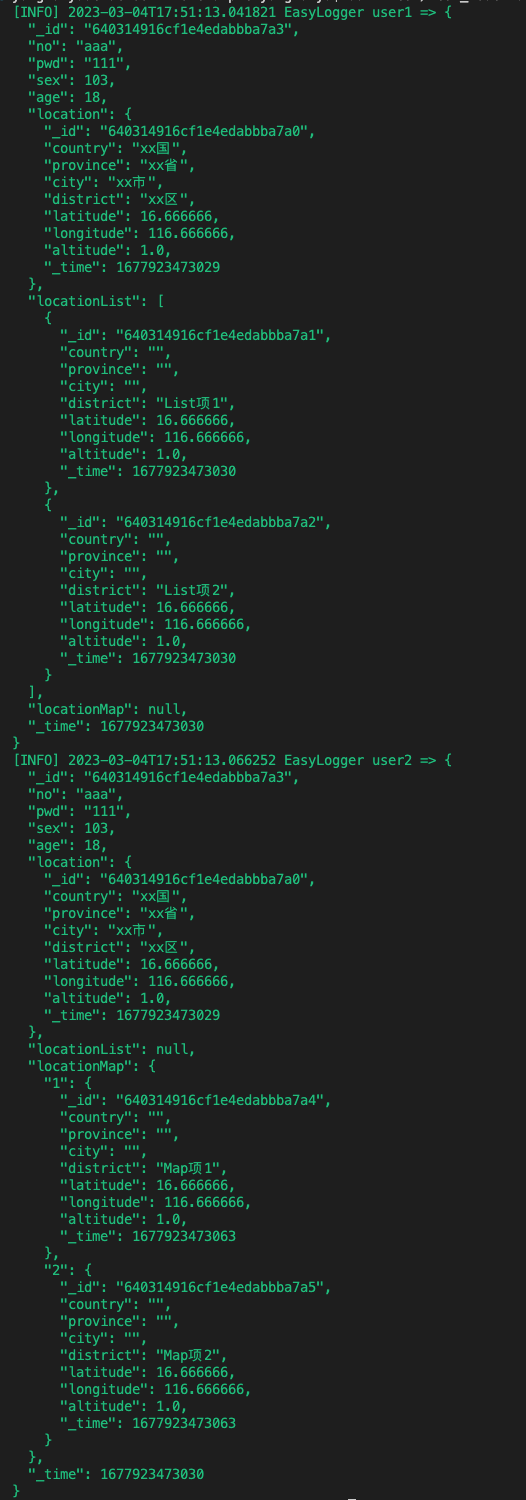 [INFO] 2023-03-04T17:51:13.041821 EasyLogger user1 => {
  "_id": "640314916cf1e4edabbba7a3",
  "no": "aaa",
  "pwd": "111",
  "sex": 103,
  "age": 18,
  "location": {
    "_id": "640314916cf1e4edabbba7a0",
    "country": "xx国",
    "province": "xx省",
    "city": "xx市",
    "district": "xx区",
    "latitude": 16.666666,
    "longitude": 116.666666,
    "altitude": 1.0,
    "_time": 1677923473029
  },
  "locationList": [
    {
      "_id": "640314916cf1e4edabbba7a1",
      "country": "",
      "province": "",
      "city": "",
      "district": "List项1",
      "latitude": 16.666666,
      "longitude": 116.666666,
      "altitude": 1.0,
      "_time": 1677923473030
    },
    {
      "_id": "640314916cf1e4edabbba7a2",
      "country": "",
      "province": "",
      "city": "",
      "district": "List项2",
      "latitude": 16.666666,
      "longitude": 116.666666,
      "altitude": 1.0,
      "_time": 1677923473030
    }
  ],
  "locationMap": null,
  "_time": 1677923473030
}
[INFO] 2023-03-04T17:51:13.066252 EasyLogger user2 => {
  "_id": "640314916cf1e4edabbba7a3",
  "no": "aaa",
  "pwd": "111",
  "sex": 103,
  "age": 18,
  "location": {
    "_id": "640314916cf1e4edabbba7a0",
    "country": "xx国",
    "province": "xx省",
    "city": "xx市",
    "district": "xx区",
    "latitude": 16.666666,
    "longitude": 116.666666,
    "altitude": 1.0,
    "_time": 1677923473029
  },
  "locationList": null,
  "locationMap": {
    "1": {
      "_id": "640314916cf1e4edabbba7a4",
      "country": "",
      "province": "",
      "city": "",
      "district": "Map项1",
      "latitude": 16.666666,
      "longitude": 116.666666,
      "altitude": 1.0,
      "_time": 1677923473063
    },
    "2": {
      "_id": "640314916cf1e4edabbba7a5",
      "country": "",
      "province": "",
      "city": "",
      "district": "Map项2",
      "latitude": 16.666666,
      "longitude": 116.666666,
      "altitude": 1.0,
      "_time": 1677923473063
    }
  },
  "_time": 1677923473030
}